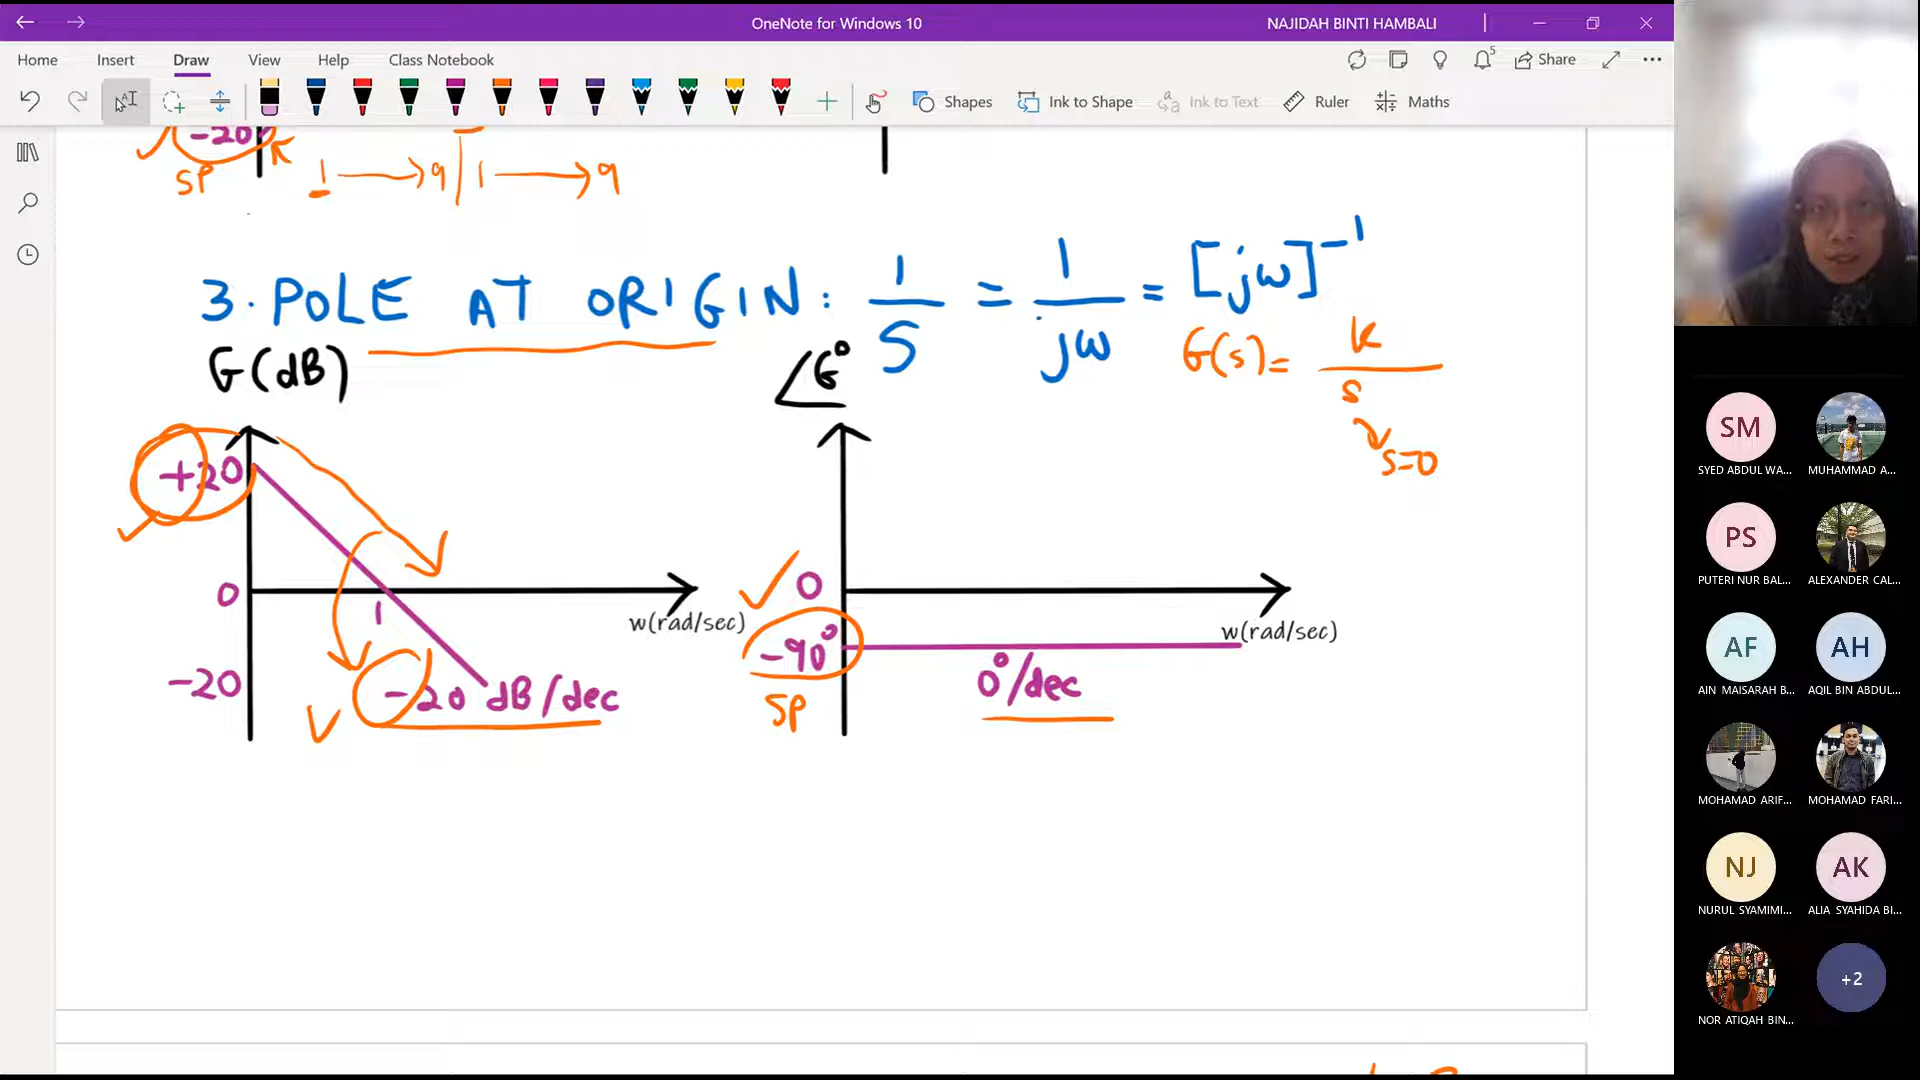 OneNote for Windows 10
NAJIDAH BINTI HAMBALI
Home Insert Draw View Help Class Notebook
5
Share
Shapes Ink to Shape Ink to Text Ruler Maths
-20 K
SP 1 → 9 | 1 → 9
3. POLE AT ORIGIN: 1/S = 1/jω = [jω]⁻¹
G(dB)
∠G°
G(s) = K/s
s=0
+20
0
1
w(rad/sec)
-20
-20 dB/dec
0
w(rad/sec)
-90°
0°/dec
SP
SM
SYED ABDUL WA...
MUHAMMAD A...
PS
PUTERI NUR BAL...
ALEXANDER CAL...
AF
AH
AIN MAISARAH B...
AQIL BIN ABDUL...
MOHAMAD ARIF...
MOHAMAD FARI...
NJ
AK
NURUL SYAMIMI...
ALIA SYAHIDA BI...
+2
NOR ATIQAH BIN...